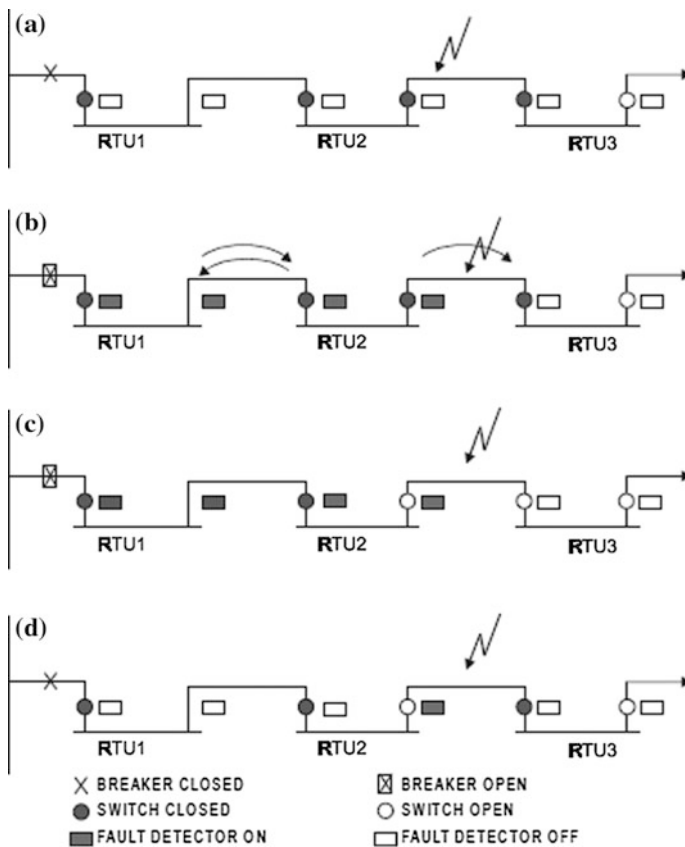 (a)
RTU1 RTU2 RTU3
(b)
RTU1 RTU2 RTU3
(c)
RTU1 RTU2 RTU3
(d)
RTU1 RTU2 RTU3
BREAKER CLOSED BREAKER OPEN
SWITCH CLOSED SWITCH OPEN
FAULT DETECTOR ON FAULT DETECTOR OFF